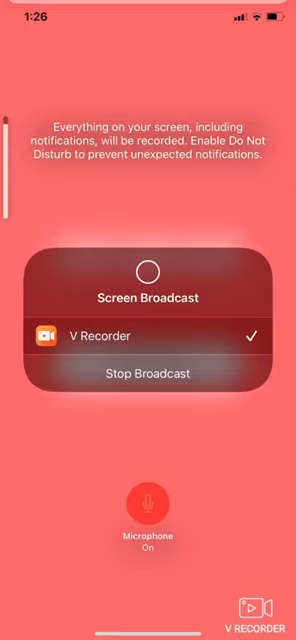 1:26
Everything on your screen, including
notifications, will be recorded. Enable Do Not
Disturb to prevent unexpected notifications.
Screen Broadcast
V Recorder
Stop Broadcast
Microphone
On
V RECORDER